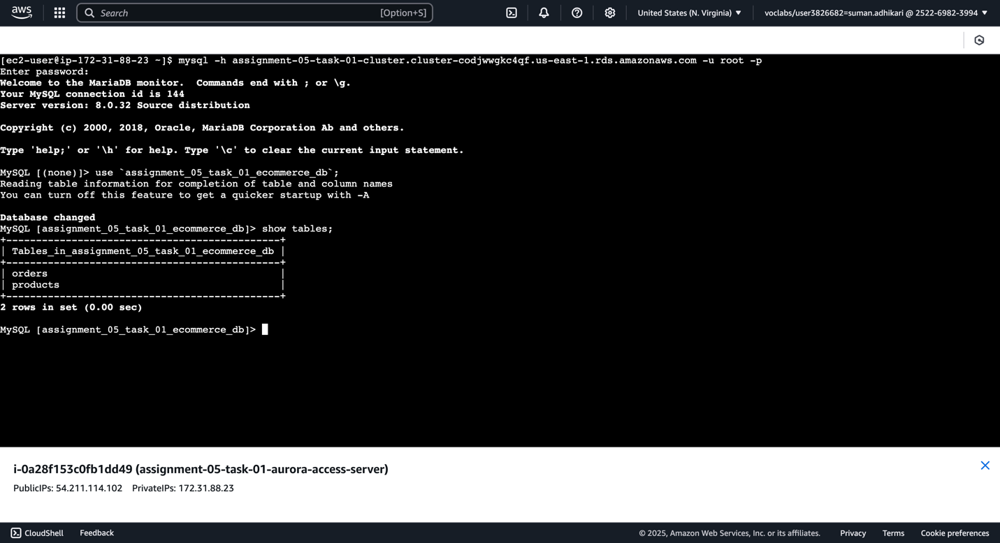 aws
Search [Option+S]
United States (N. Virginia) ▼
voclabs/user3826682=suman.adhikari @ 2522-6982-3994 ▼
[ec2-user@ip-172-31-88-23 ~]$ mysql -h assignment-05-task-01-cluster.cluster-codjwwgkc4qf.us-east-1.rds.amazonaws.com -u root -p
Enter password:
Welcome to the MariaDB monitor.  Commands end with ; or \g.
Your MySQL connection id is 144
Server version: 8.0.32 Source distribution
Copyright (c) 2000, 2018, Oracle, MariaDB Corporation Ab and others.
Type 'help;' or '\h' for help. Type '\c' to clear the current input statement.
MySQL [(none)]> use `assignment_05_task_01_ecommerce_db`;
Reading table information for completion of table and column names
You can turn off this feature to get a quicker startup with -A
Database changed
MySQL [assignment_05_task_01_ecommerce_db]> show tables;
+----------------------------------------------+
| Tables_in_assignment_05_task_01_ecommerce_db |
+----------------------------------------------+
| orders                                       |
| products                                     |
+----------------------------------------------+
2 rows in set (0.00 sec)
MySQL [assignment_05_task_01_ecommerce_db]>
i-0a28f153c0fb1dd49 (assignment-05-task-01-aurora-access-server)
PublicIPs: 54.211.114.102 PrivateIPs: 172.31.88.23
CloudShell Feedback © 2025, Amazon Web Services, Inc. or its affiliates. Privacy Terms Cookie preferences